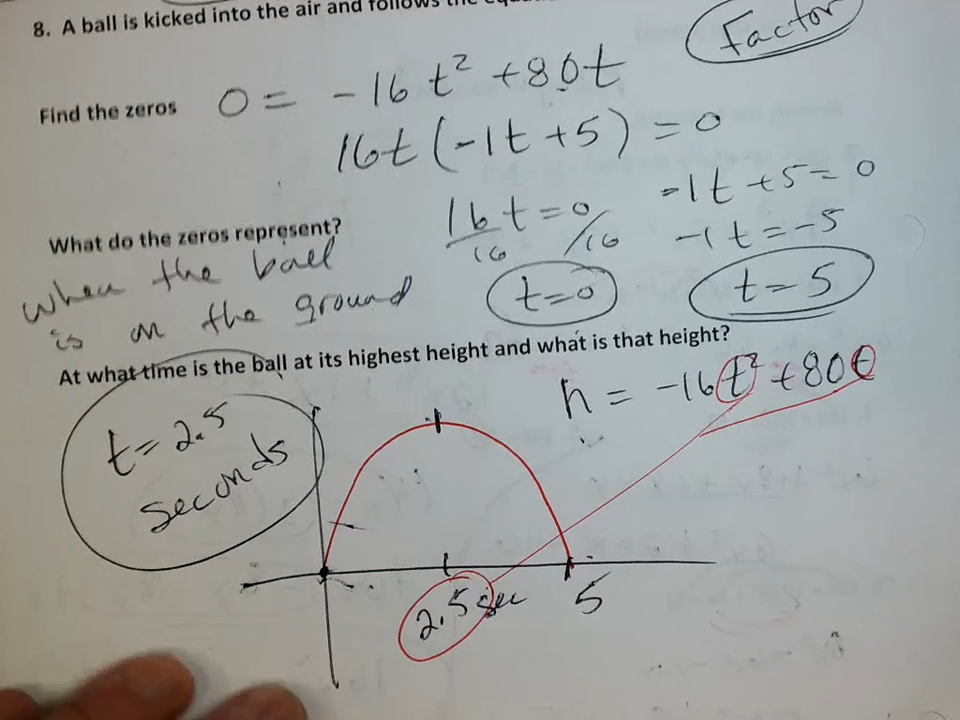 8. A ball is kicked into the air and follows the
Factor
Find the zeros 0 = -16t² + 80t
16t(-1t+5) = 0
What do the zeros represent?
when the ball
is on the ground
16t=0
16 /16
t=0
-1t+5=0
-1t=-5
t=5
At what time is the ball at its highest height and what is that height?
h = -16t² + 80t
t=2.5
seconds
2.5 sec 5